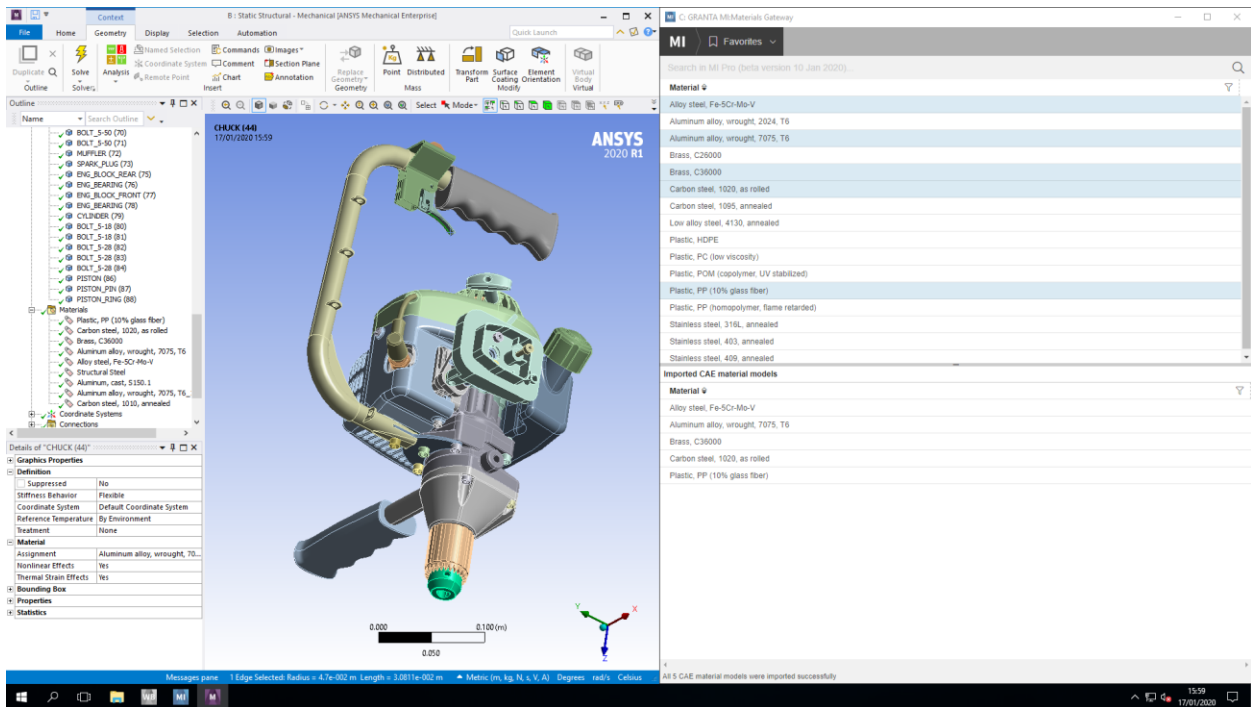 Context
B : Static Structural - Mechanical [ANSYS Mechanical Enterprise]
File
Home
Geometry
Display
Selection
Automation
Quick Launch
Duplicate
Outline
Solve
Solver
Analysis
Named Selection
Coordinate System
Remote Point
Commands
Comment
Chart
Images
Section Plane
Annotation
Insert
Replace Geometry
Geometry
Point
Distributed
Mass
Transform Part
Surface Coating
Element Orientation
Modify
Virtual Body
Virtual
Outline
Name
Search Outline
Select
Mode
BOLT_5-50 (70)
BOLT_5-50 (71)
MUFFLER (72)
SPARK_PLUG (73)
ENG_BLOCK_REAR (75)
ENG_BEARING (76)
ENG_BLOCK_FRONT (77)
ENG_BEARING (78)
CYLINDER (79)
BOLT_5-18 (80)
BOLT_5-18 (81)
BOLT_5-28 (82)
BOLT_5-28 (83)
BOLT_5-28 (84)
PISTON (86)
PISTON_PIN (87)
PISTON_RING (88)
Materials
Plastic, PP (10% glass fiber)
Carbon steel, 1020, as rolled
Brass, C36000
Aluminum alloy, wrought, 7075, T6
Alloy steel, Fe-5Cr-Mo-V
Structural Steel
Aluminum, cast, S150.1
Aluminum alloy, wrought, 7075, T6_
Carbon steel, 1010, annealed
Coordinate Systems
Connections
Details of "CHUCK (44)"
Graphics Properties
Definition
Suppressed No
Stiffness Behavior Flexible
Coordinate System Default Coordinate System
Reference Temperature By Environment
Treatment None
Material
Assignment Aluminum alloy, wrought, 70...
Nonlinear Effects Yes
Thermal Strain Effects Yes
Bounding Box
Properties
Statistics
CHUCK (44)
17/01/2020 15:59
ANSYS
2020 R1
0.000
0.100 (m)
0.050
Y
X
Z
Messages pane
1 Edge Selected: Radius = 4.7e-002 m Length = 3.0811e-002 m
Metric (m, kg, N, s, V, A)
Degrees
rad/s
Celsius
C: GRANTA MI:Materials Gateway
MI
Favorites
Search in MI Pro (beta version 10 Jan 2020)...
Material
Alloy steel, Fe-5Cr-Mo-V
Aluminum alloy, wrought, 2024, T6
Aluminum alloy, wrought, 7075, T6
Brass, C26000
Brass, C36000
Carbon steel, 1020, as rolled
Carbon steel, 1095, annealed
Low alloy steel, 4130, annealed
Plastic, HDPE
Plastic, PC (low viscosity)
Plastic, POM (copolymer, UV stabilized)
Plastic, PP (10% glass fiber)
Plastic, PP (homopolymer, flame retarded)
Stainless steel, 316L, annealed
Stainless steel, 403, annealed
Stainless steel, 409, annealed
Imported CAE material models
Material
Alloy steel, Fe-5Cr-Mo-V
Aluminum alloy, wrought, 7075, T6
Brass, C36000
Carbon steel, 1020, as rolled
Plastic, PP (10% glass fiber)
All 5 CAE material models were imported successfully
WB
MI
M
15:59
17/01/2020